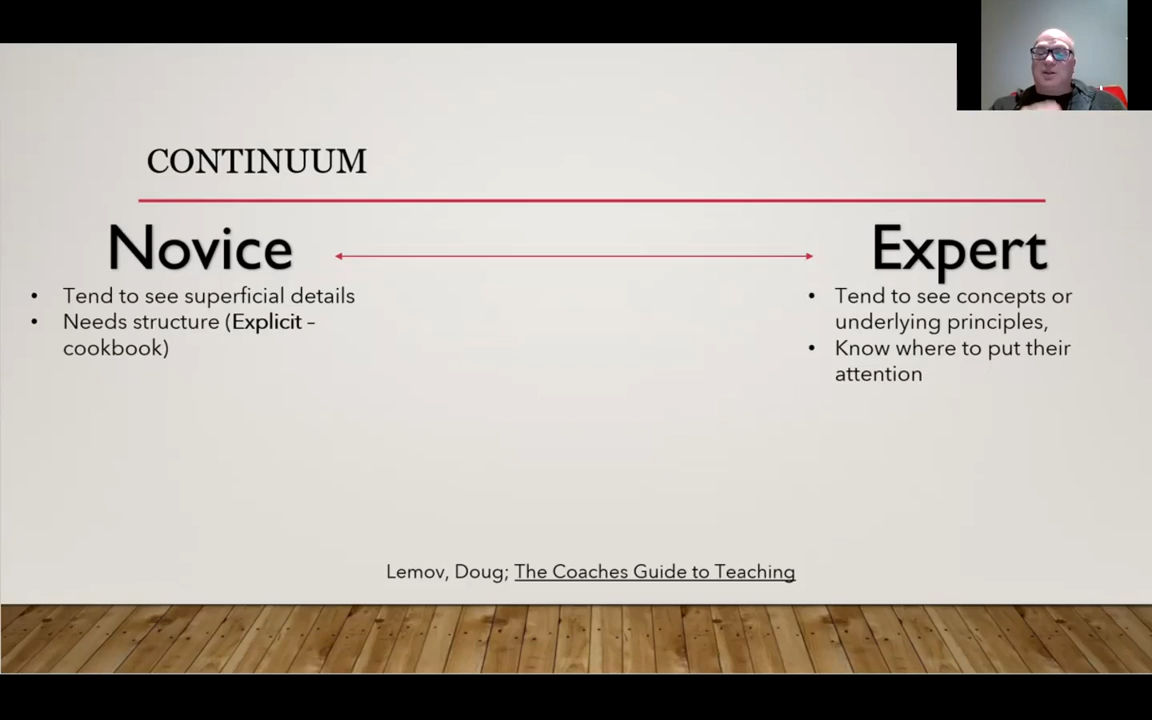 CONTINUUM
Novice
• Tend to see superficial details
• Needs structure (Explicit –
cookbook)
Expert
• Tend to see concepts or
underlying principles,
• Know where to put their
attention
Lemov, Doug; The Coaches Guide to Teaching